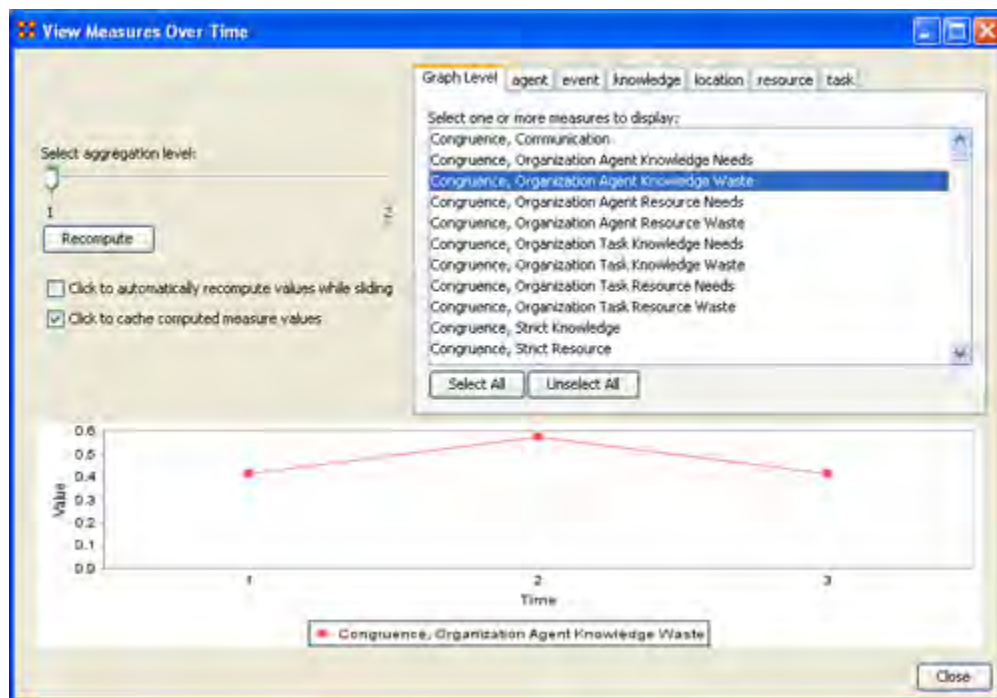 View Measures Over Time
Graph Level agent event knowledge location resource task
Select one or more measures to display:
Congruence, Communication
Congruence, Organization Agent Knowledge Needs
Congruence, Organization Agent Knowledge Waste
Congruence, Organization Agent Resource Needs
Congruence, Organization Agent Resource Waste
Congruence, Organization Task Knowledge Needs
Congruence, Organization Task Knowledge Waste
Congruence, Organization Task Resource Needs
Congruence, Organization Task Resource Waste
Congruence, Strict Knowledge
Congruence, Strict Resource
Select All Unselect All
Select aggregation level:
1
Recompute
Click to automatically recompute values while sliding
Click to cache computed measure values
0.6
0.5
0.4
0.3
0.2
0.1
0.0
Value
1 2 3
Time
Congruence, Organization Agent Knowledge Waste
Close